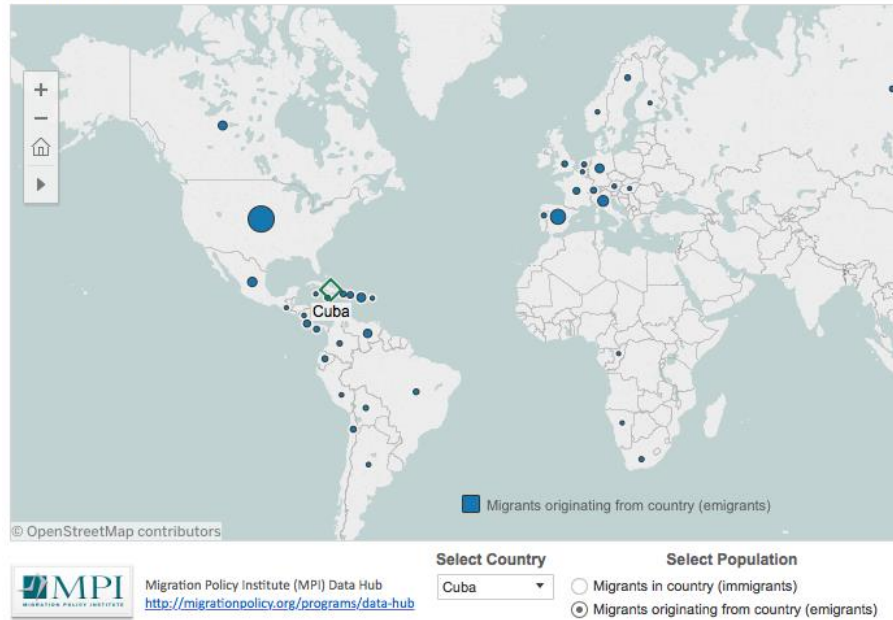 Cuba
Migrants originating from country (emigrants)
© OpenStreetMap contributors
Select Country
Select Population
MPI
MIGRATION POLICY INSTITUTE
Migration Policy Institute (MPI) Data Hub
http://migrationpolicy.org/programs/data-hub
Cuba
Migrants in country (immigrants)
Migrants originating from country (emigrants)